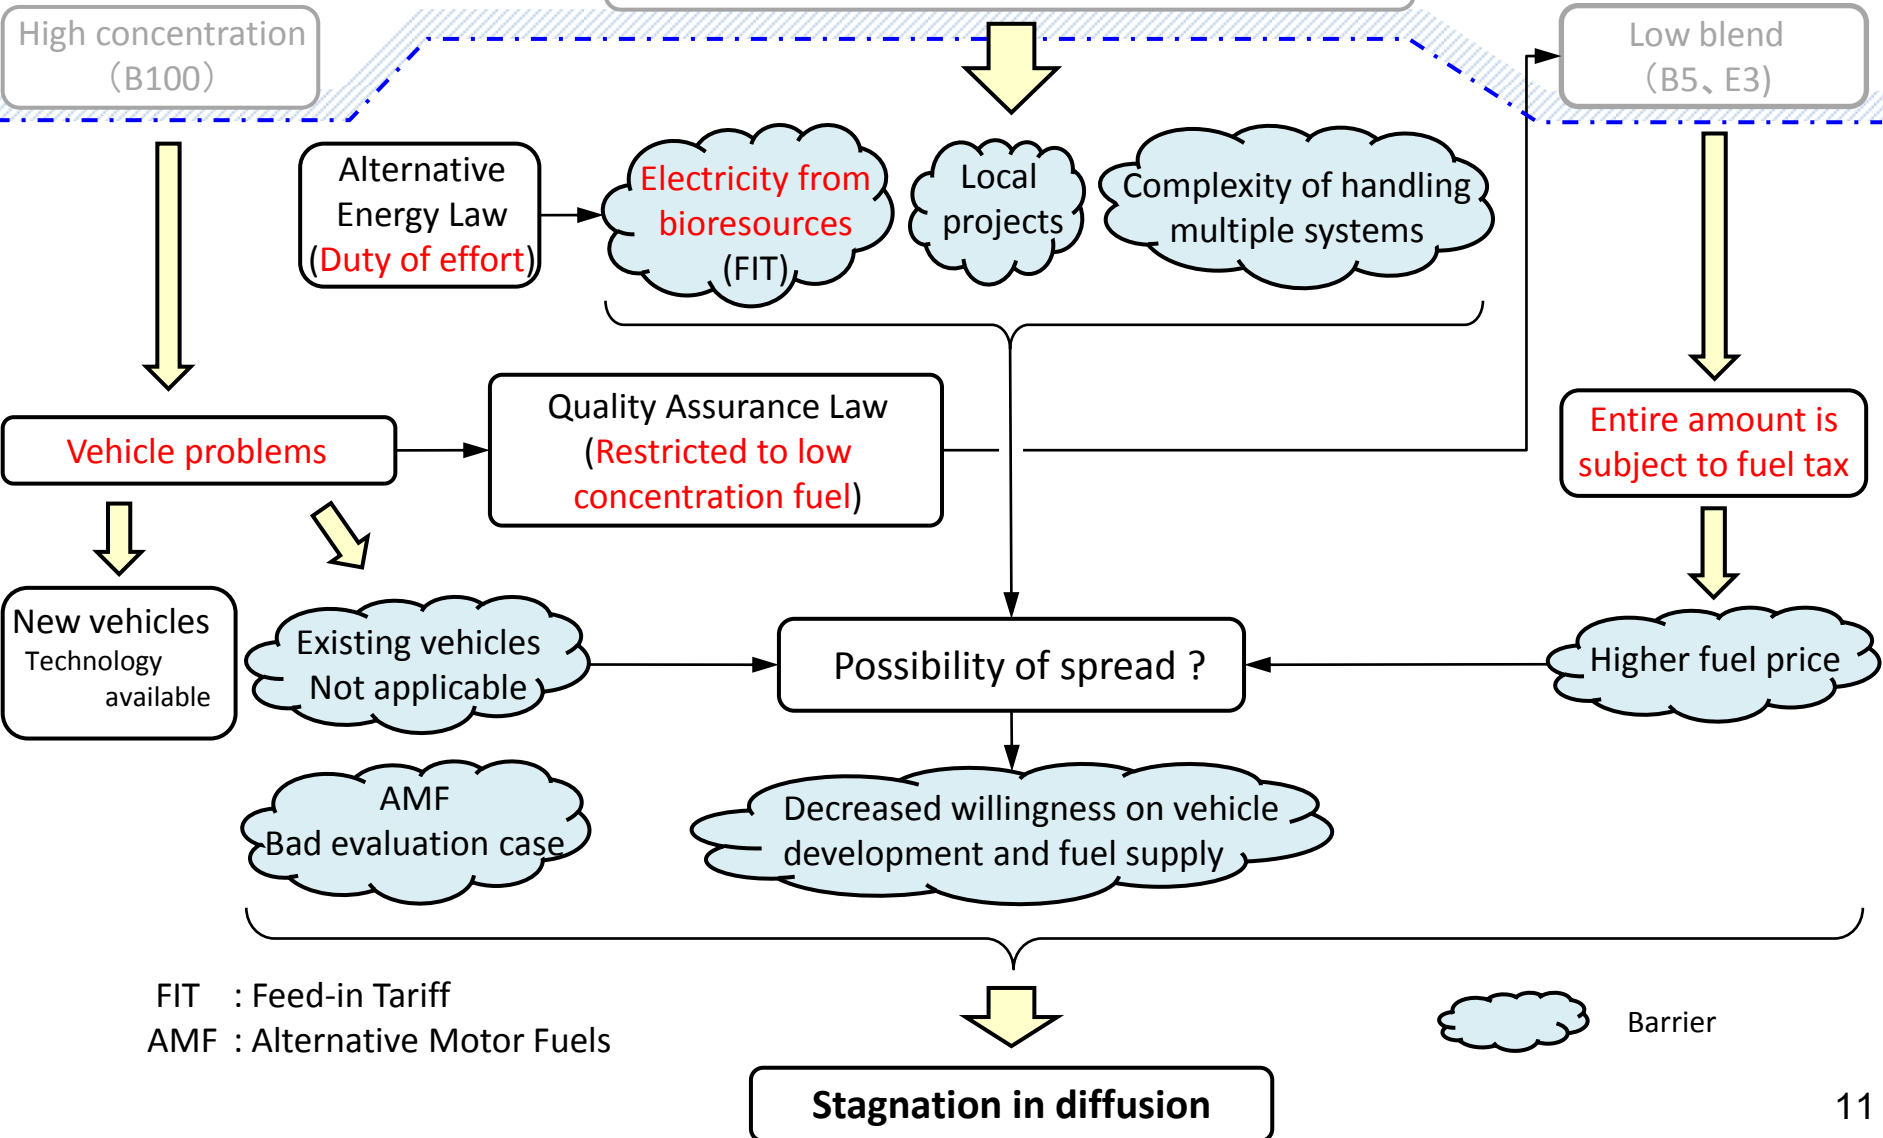 High concentration
（B100）
Low blend
（B5、E3)
Alternative
Energy Law
(Duty of effort)
Electricity from
bioresources
(FIT)
Local
projects
Complexity of handling
multiple systems
Vehicle problems
Quality Assurance Law
(Restricted to low
concentration fuel)
Entire amount is
subject to fuel tax
New vehicles
Technology
available
Existing vehicles
Not applicable
Possibility of spread ?
Higher fuel price
AMF
Bad evaluation case
Decreased willingness on vehicle
development and fuel supply
FIT : Feed-in Tariff
AMF : Alternative Motor Fuels
Barrier
Stagnation in diffusion
11